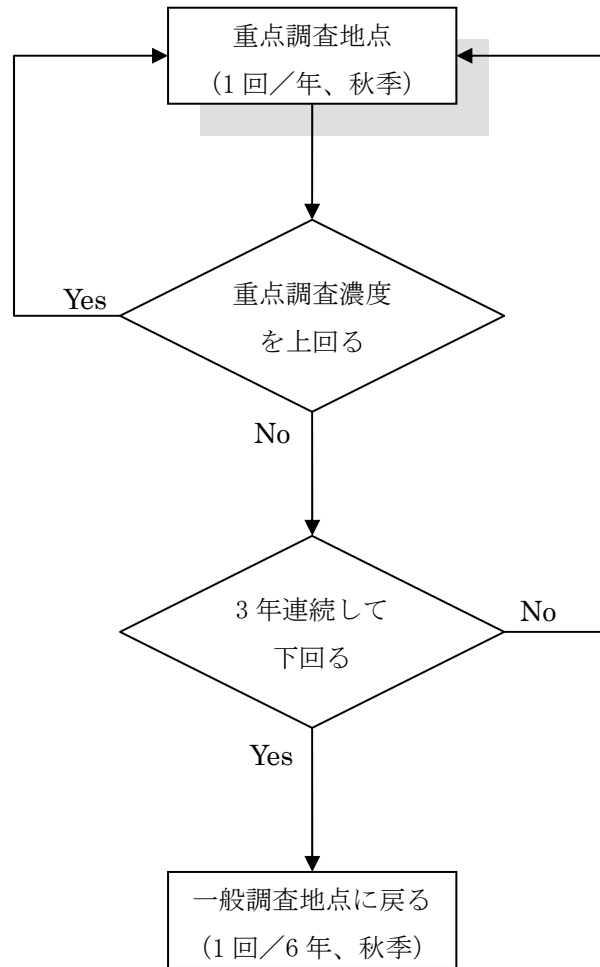 重点調査地点
（1 回／年、秋季）
重点調査濃度
を上回る
Yes
No
3 年連続して
下回る
No
Yes
一般調査地点に戻る
（1 回／6 年、秋季）